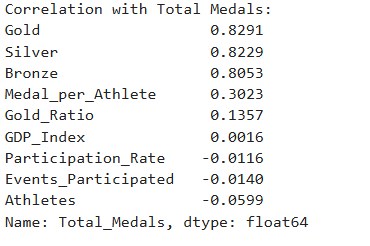 Correlation with Total Medals:
Gold 0.8291
Silver 0.8229
Bronze 0.8053
Medal_per_Athlete 0.3023
Gold_Ratio 0.1357
GDP_Index 0.0016
Participation_Rate -0.0116
Events_Participated -0.0140
Athletes -0.0599
Name: Total_Medals, dtype: float64